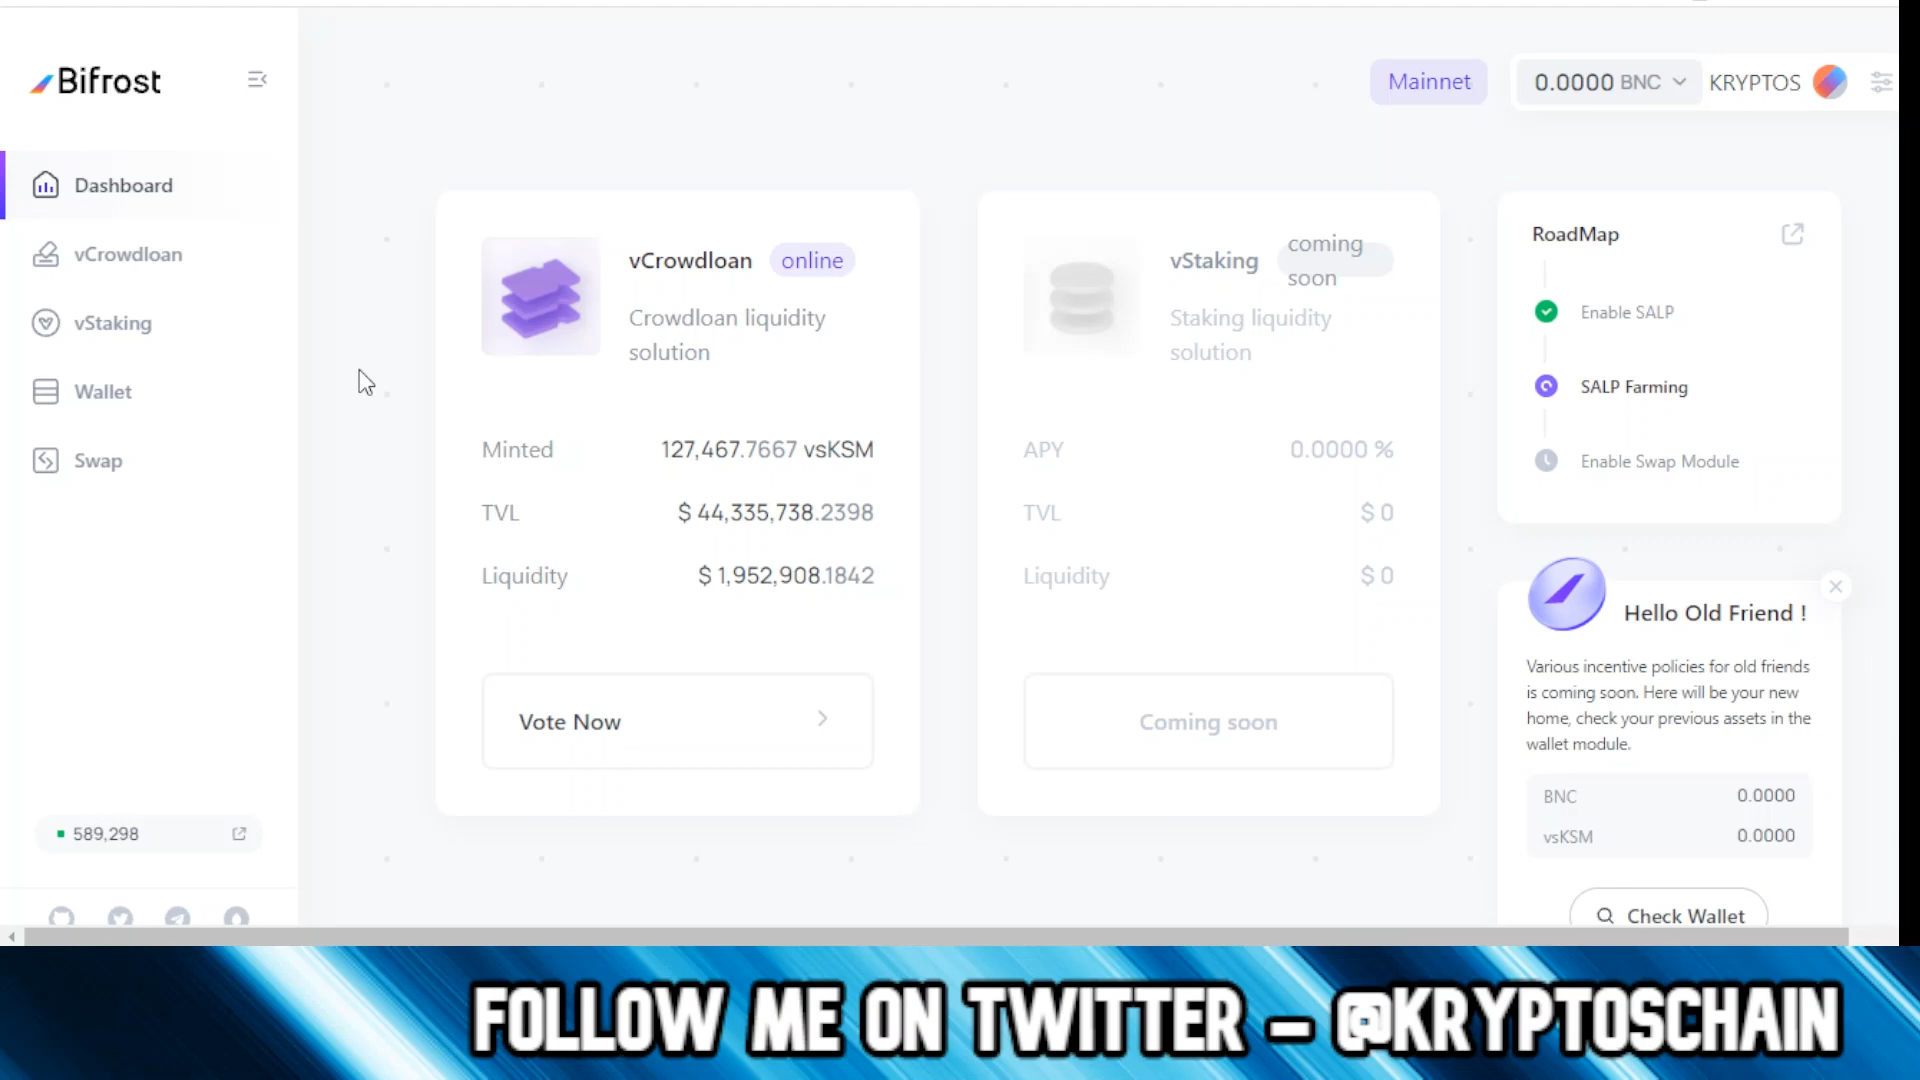 Bifrost
Mainnet
0.0000 BNC
KRYPTOS
Dashboard
vCrowdloan
vStaking
Wallet
Swap
589,298
vCrowdloan online
Crowdloan liquidity
solution
Minted 127,467.7667 vsKSM
TVL $ 44,335,738.2398
Liquidity $ 1,952,908.1842
Vote Now
vStaking coming
soon
Staking liquidity
solution
APY 0.0000 %
TVL $ 0
Liquidity $ 0
Coming soon
RoadMap
Enable SALP
SALP Farming
Enable Swap Module
Hello Old Friend !
Various incentive policies for old friends
is coming soon. Here will be your new
home, check your previous assets in the
wallet module.
BNC 0.0000
vsKSM 0.0000
Check Wallet
FOLLOW ME ON TWITTER – @KRYPTOSCHAIN